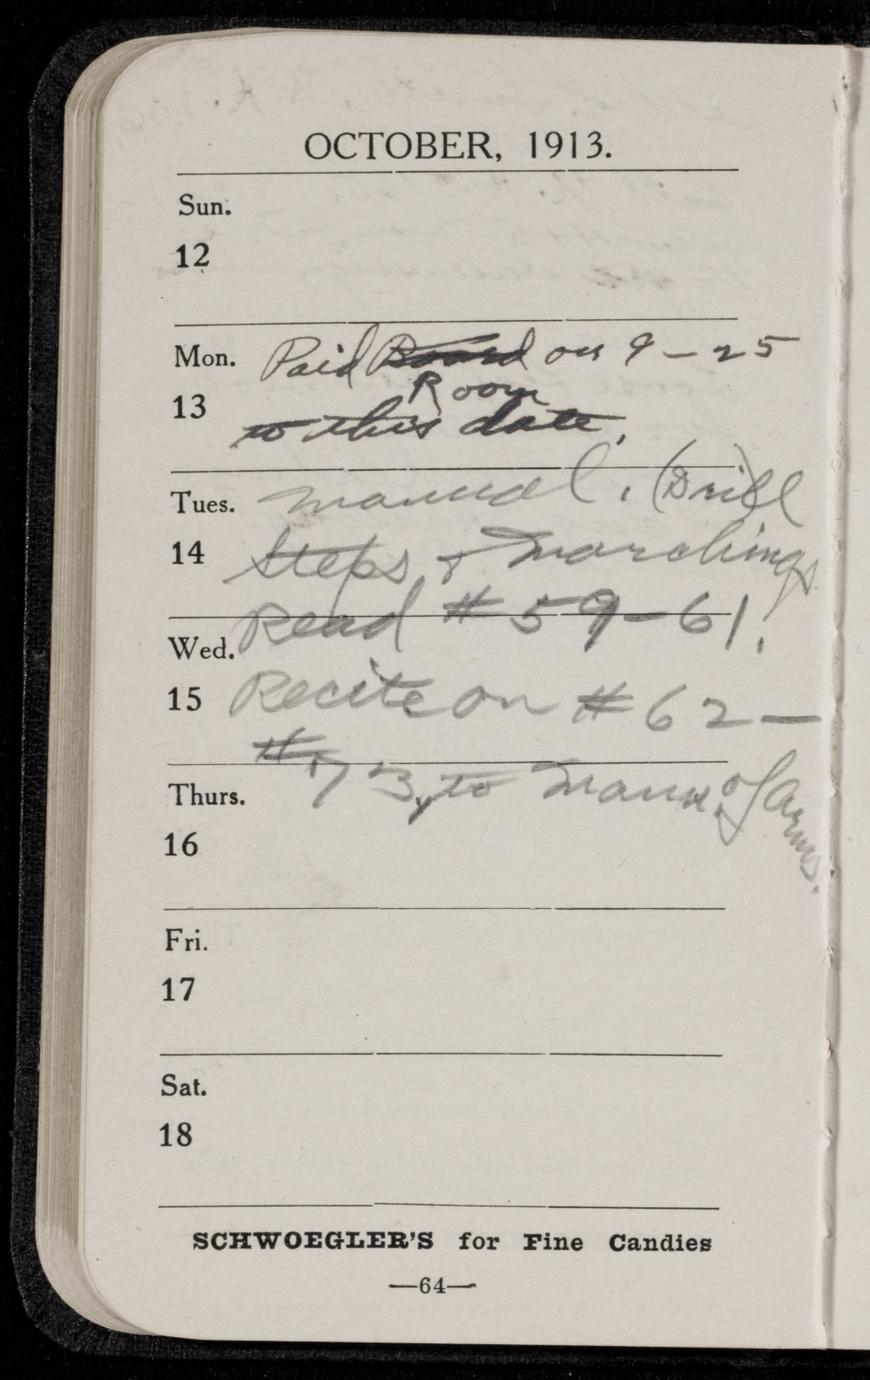 OCTOBER, 1913.
Sun.
12
Mon. Paid Board on 9-25
Room
13 to this date.
Tues. Manual. (Drill
14 Steps & Marchings
Read # 59-61.
Wed.
15 Recite on # 62 —
# 73, to Man. of Arms.
Thurs.
16
Fri.
17
Sat.
18
SCHWOEGLER'S for Fine Candies
—64—